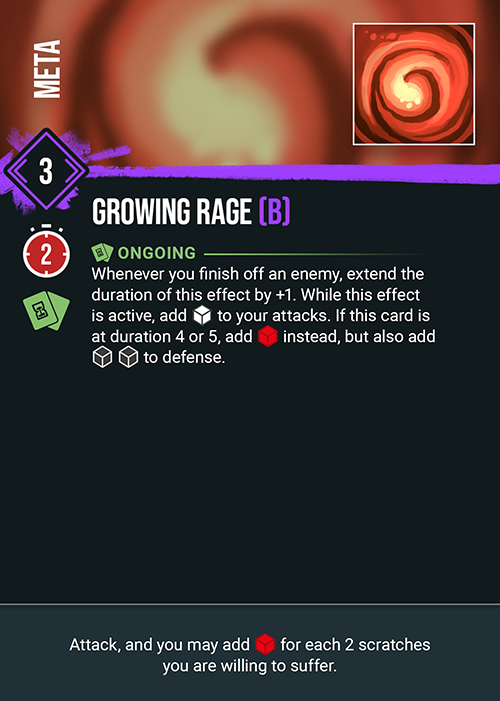 META
3
GROWING RAGE (B)
2
ONGOING
Whenever you finish off an enemy, extend the
duration of this effect by +1. While this effect
is active, add to your attacks. If this card is
at duration 4 or 5, add instead, but also add
to defense.
Attack, and you may add for each 2 scratches
you are willing to suffer.